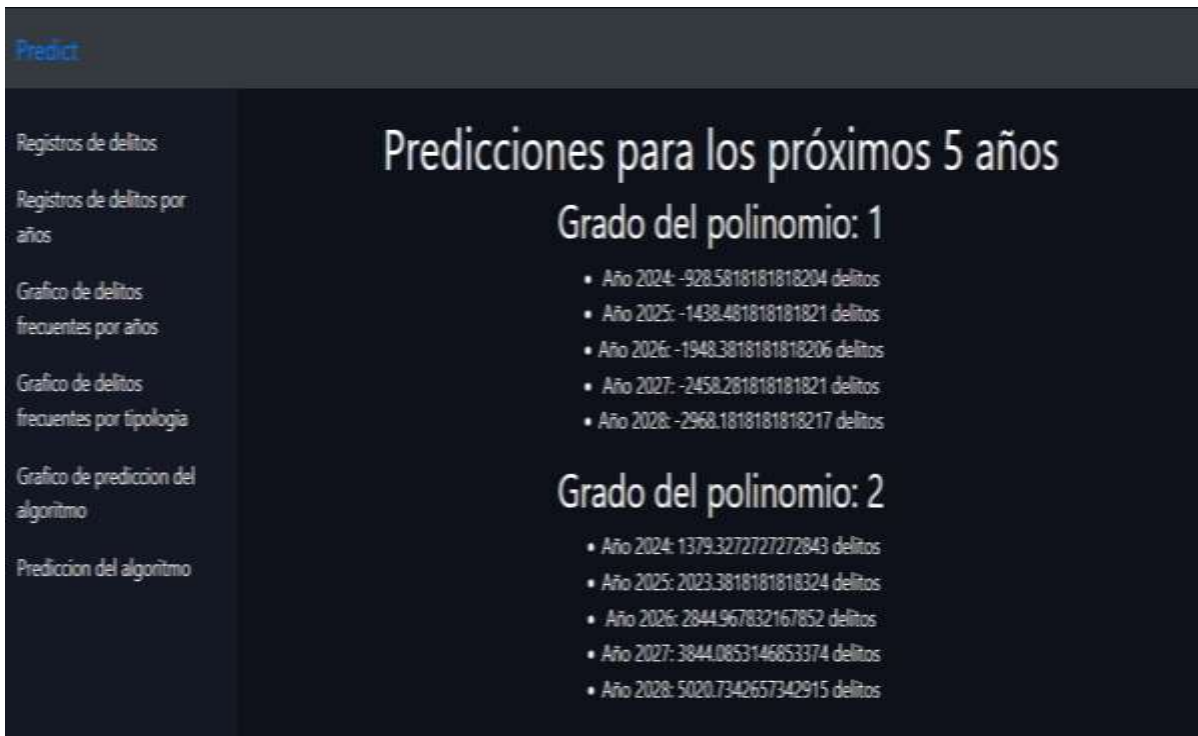 Predict
Registros de delitos
Registros de delitos por
años
Grafico de delitos
frecuentes por años
Grafico de delitos
frecuentes por tipologia
Grafico de prediccion del
algoritmo
Prediccion del algoritmo
Predicciones para los próximos 5 años
Grado del polinomio: 1
• Año 2024: -928.5818181818204 delitos
• Año 2025: -1438.481818181821 delitos
• Año 2026: -1948.3818181818206 delitos
• Año 2027: -2458.281818181821 delitos
• Año 2028: -2968.1818181818217 delitos
Grado del polinomio: 2
• Año 2024: 1379.3272727272843 delitos
• Año 2025: 2023.3818181818324 delitos
• Año 2026: 2844.967832167852 delitos
• Año 2027: 3844.0853146853374 delitos
• Año 2028: 5020.7342657342915 delitos